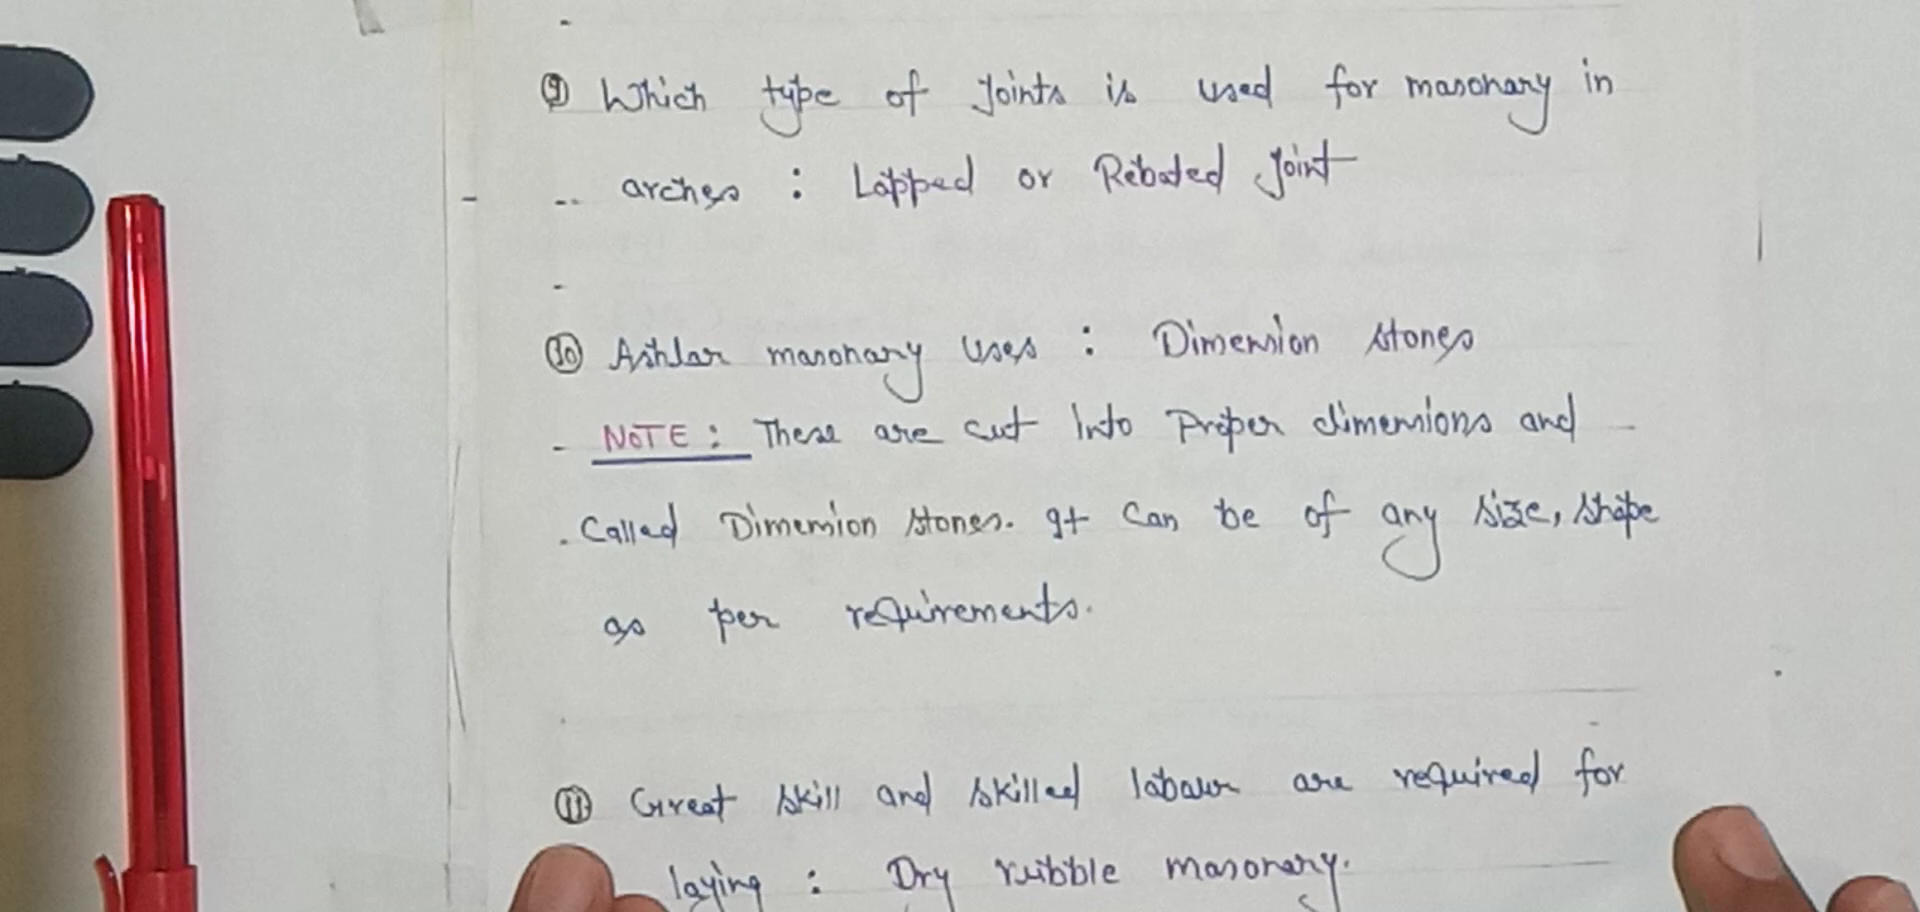 ⑨ Which type of Joints is used for masonary in
arches : Lapped or Rebated Joint
⑩ Ashlar masonary uses : Dimension stones
NOTE : These are cut Into Proper dimensions and
Called Dimension stones. It can be of any size, shape
as per requirements.
⑪ Great skill and skilled labour are required for
laying : Dry rubble masonary.